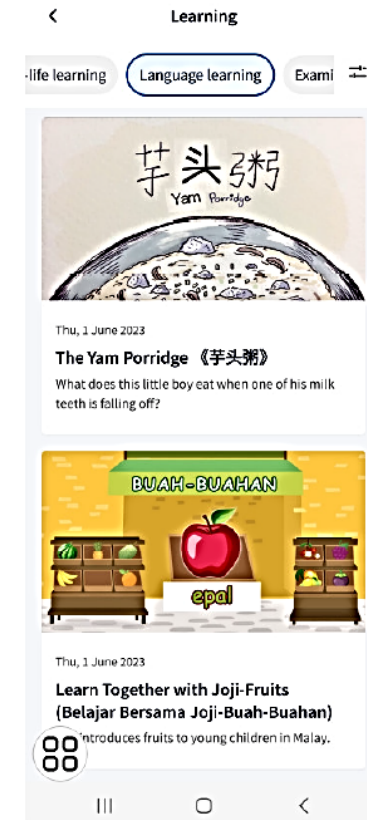 Learning
-life learning
Language learning
Exami
芋头粥
Yam Porridge
Thu, 1 June 2023
The Yam Porridge 《芋头粥》
What does this little boy eat when one of his milk
teeth is falling off?
BUAH-BUAHAN
epal
Thu, 1 June 2023
Learn Together with Joji-Fruits
(Belajar Bersama Joji-Buah-Buahan)
introduces fruits to young children in Malay.